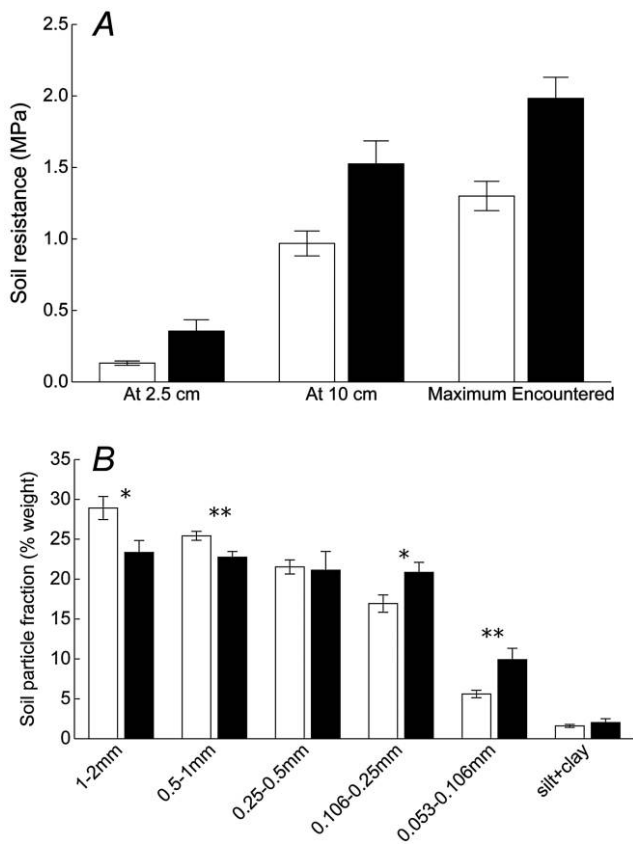 A
Soil resistance (MPa)
2.5
2.0
1.5
1.0
0.5
0.0
At 2.5 cm At 10 cm Maximum Encountered
B
Soil particle fraction (% weight)
35
30
25
20
15
10
5
0
* ** * **
1-2mm 0.5-1mm 0.25-0.5mm 0.106-0.25mm 0.053-0.106mm silt+clay